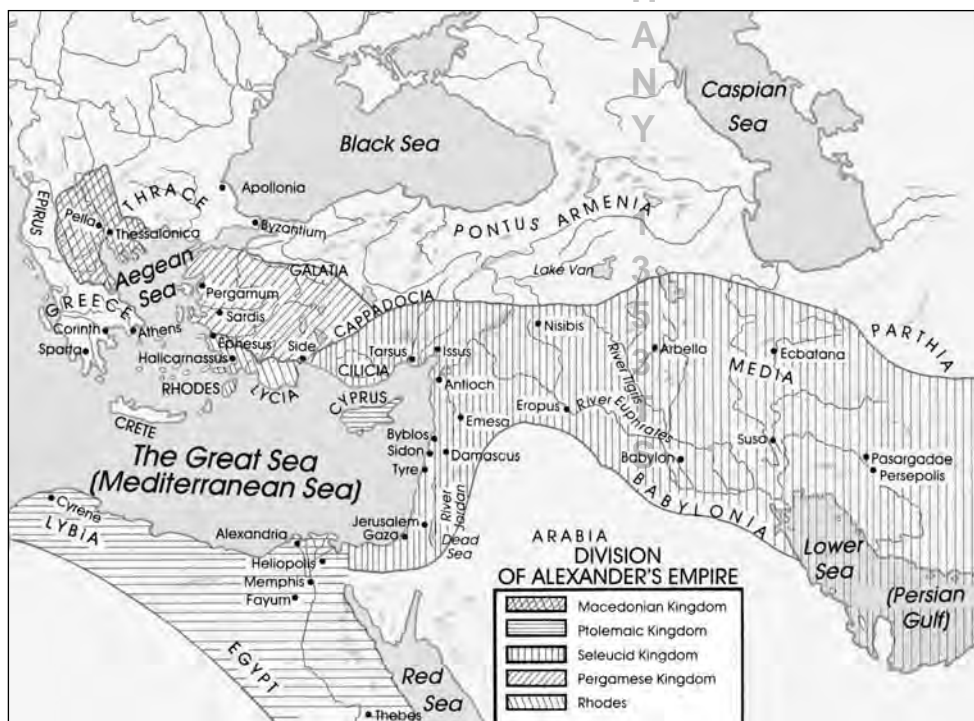 Black Sea
Caspian
Sea
THRACE
Apollonia
EPIRUS
Pella
Thessalonica
Byzantium
PONTUS ARMENIA
Aegean
Sea
GALATIA
Lake Van
Pergamum
CAPPADOCIA
GREECE
Sardis
Nisibis
PARTHIA
Corinth
Athens
Ephesus
Side
Tarsus
Issus
Arbella
Ecbatana
Sparta
Halicarnassus
CILICIA
River Tigris
MEDIA
RHODES
LYCIA
CYPRUS
Antioch
Eropus
River Euphrates
CRETE
Emesa
Byblos
Susa
The Great Sea
(Mediterranean Sea)
Sidon
Damascus
Babylon
Pasargadae
Tyre
Persepolis
BABYLONIA
Cyrene
River
Jordan
LYBIA
Alexandria
Jerusalem
Gaza
Dead
Sea
ARABIA
Lower
Sea
Heliopolis
DIVISION
OF ALEXANDER'S EMPIRE
Memphis
Fayum
Macedonian Kingdom
(Persian
Gulf)
Ptolemaic Kingdom
EGYPT
Seleucid Kingdom
Red
Sea
Pergamese Kingdom
Rhodes
Thebes
A
N
Y
1
3
5
3